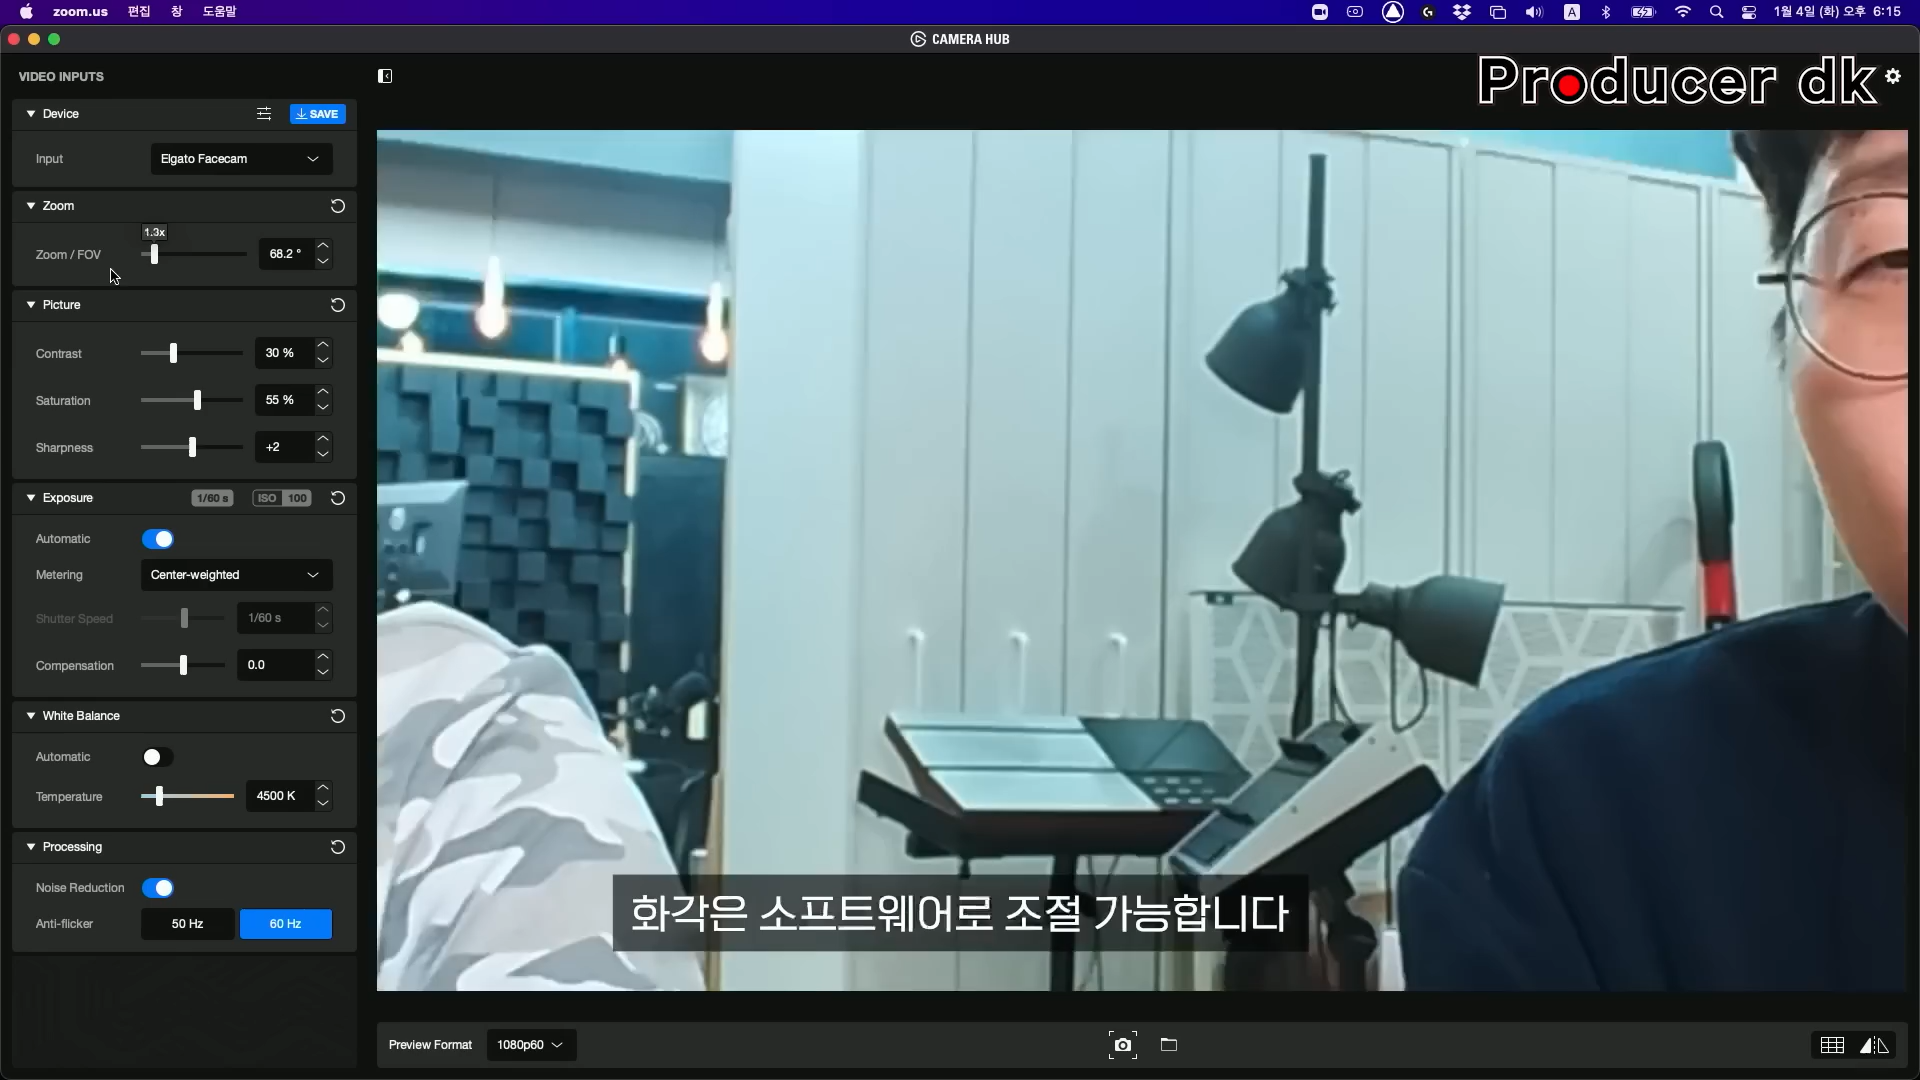 zoom.us 편집 창 도움말 A 1월 4일 (화) 오후 6:15
CAMERA HUB
VIDEO INPUTS
Producer dk
Device SAVE
Input Elgato Facecam
Zoom
1.3x
Zoom / FOV 68.2 °
Picture
Contrast 30 %
Saturation 55 %
Sharpness +2
Exposure 1/60 s ISO 100
Automatic
Metering Center-weighted
Shutter Speed 1/60 s
Compensation 0.0
White Balance
Automatic
Temperature 4500 K
Processing
Noise Reduction
Anti-flicker 50 Hz 60 Hz
화각은 소프트웨어로 조절 가능합니다
Preview Format 1080p60